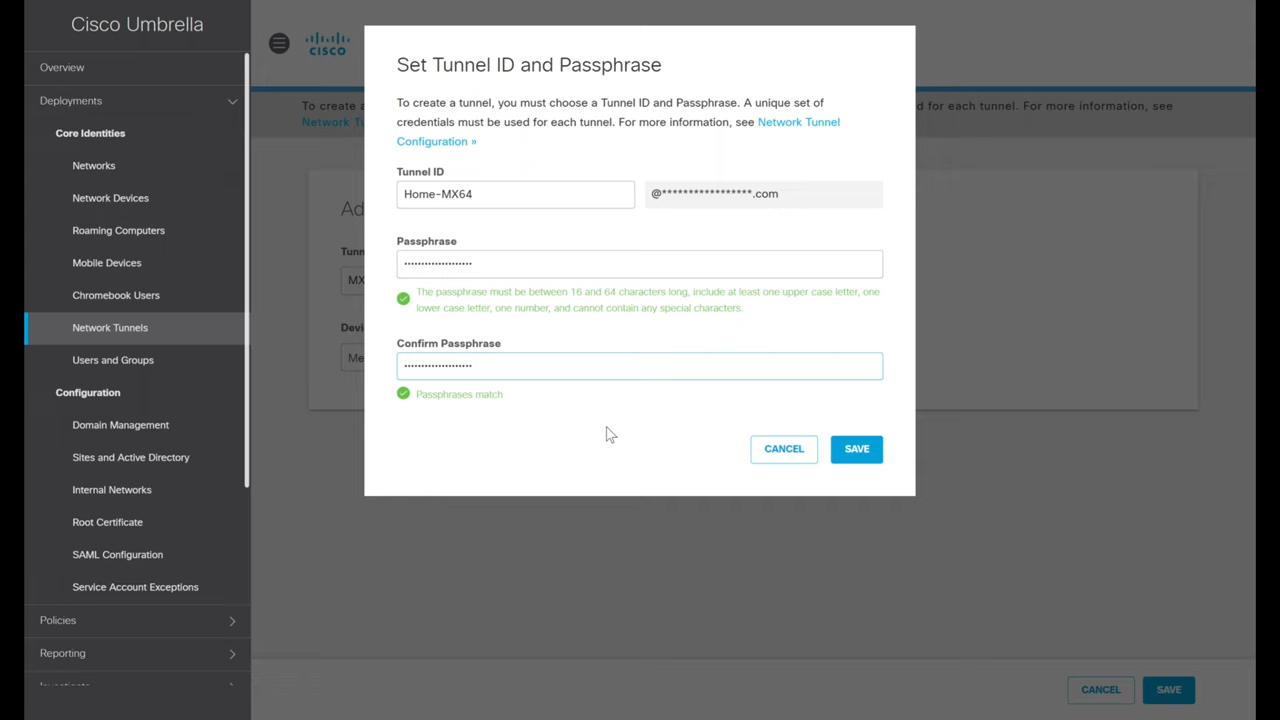 Cisco Umbrella
Overview
Deployments
Core Identities
Networks
Network Devices
Roaming Computers
Mobile Devices
Chromebook Users
Network Tunnels
Users and Groups
Configuration
Domain Management
Sites and Active Directory
Internal Networks
Root Certificate
SAML Configuration
Service Account Exceptions
Policies
Reporting
CISCO
To create a
Network Tu
d for each tunnel. For more information, see
Ad
Tunn
MX
Devi
Me
Set Tunnel ID and Passphrase
To create a tunnel, you must choose a Tunnel ID and Passphrase. A unique set of
credentials must be used for each tunnel. For more information, see Network Tunnel
Configuration »
Tunnel ID
Home-MX64
@*****************.com
Passphrase
••••••••••••••••••••
The passphrase must be between 16 and 64 characters long, include at least one upper case letter, one
lower case letter, one number, and cannot contain any special characters.
Confirm Passphrase
••••••••••••••••••••
Passphrases match
CANCEL
SAVE
CANCEL
SAVE